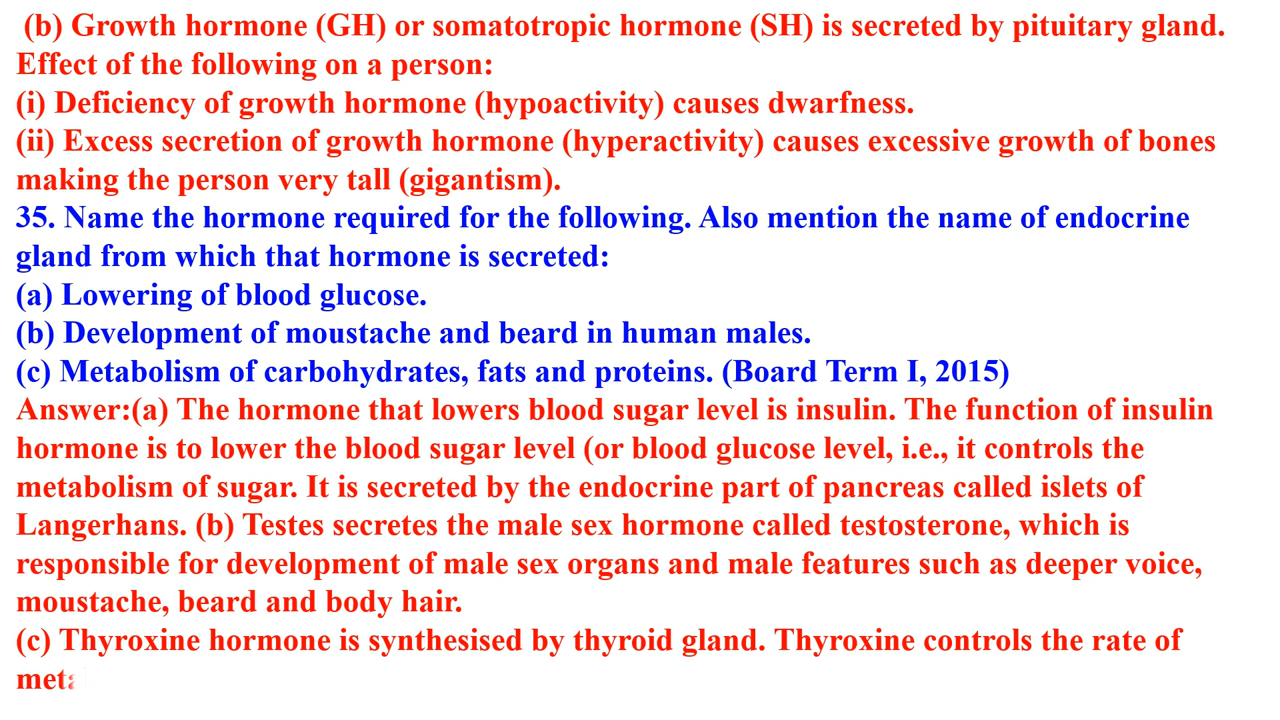 (b) Growth hormone (GH) or somatotropic hormone (SH) is secreted by pituitary gland.
Effect of the following on a person:
(i) Deficiency of growth hormone (hypoactivity) causes dwarfness.
(ii) Excess secretion of growth hormone (hyperactivity) causes excessive growth of bones
making the person very tall (gigantism).
35. Name the hormone required for the following. Also mention the name of endocrine
gland from which that hormone is secreted:
(a) Lowering of blood glucose.
(b) Development of moustache and beard in human males.
(c) Metabolism of carbohydrates, fats and proteins. (Board Term I, 2015)
Answer:(a) The hormone that lowers blood sugar level is insulin. The function of insulin
hormone is to lower the blood sugar level (or blood glucose level, i.e., it controls the
metabolism of sugar. It is secreted by the endocrine part of pancreas called islets of
Langerhans. (b) Testes secretes the male sex hormone called testosterone, which is
responsible for development of male sex organs and male features such as deeper voice,
moustache, beard and body hair.
(c) Thyroxine hormone is synthesised by thyroid gland. Thyroxine controls the rate of